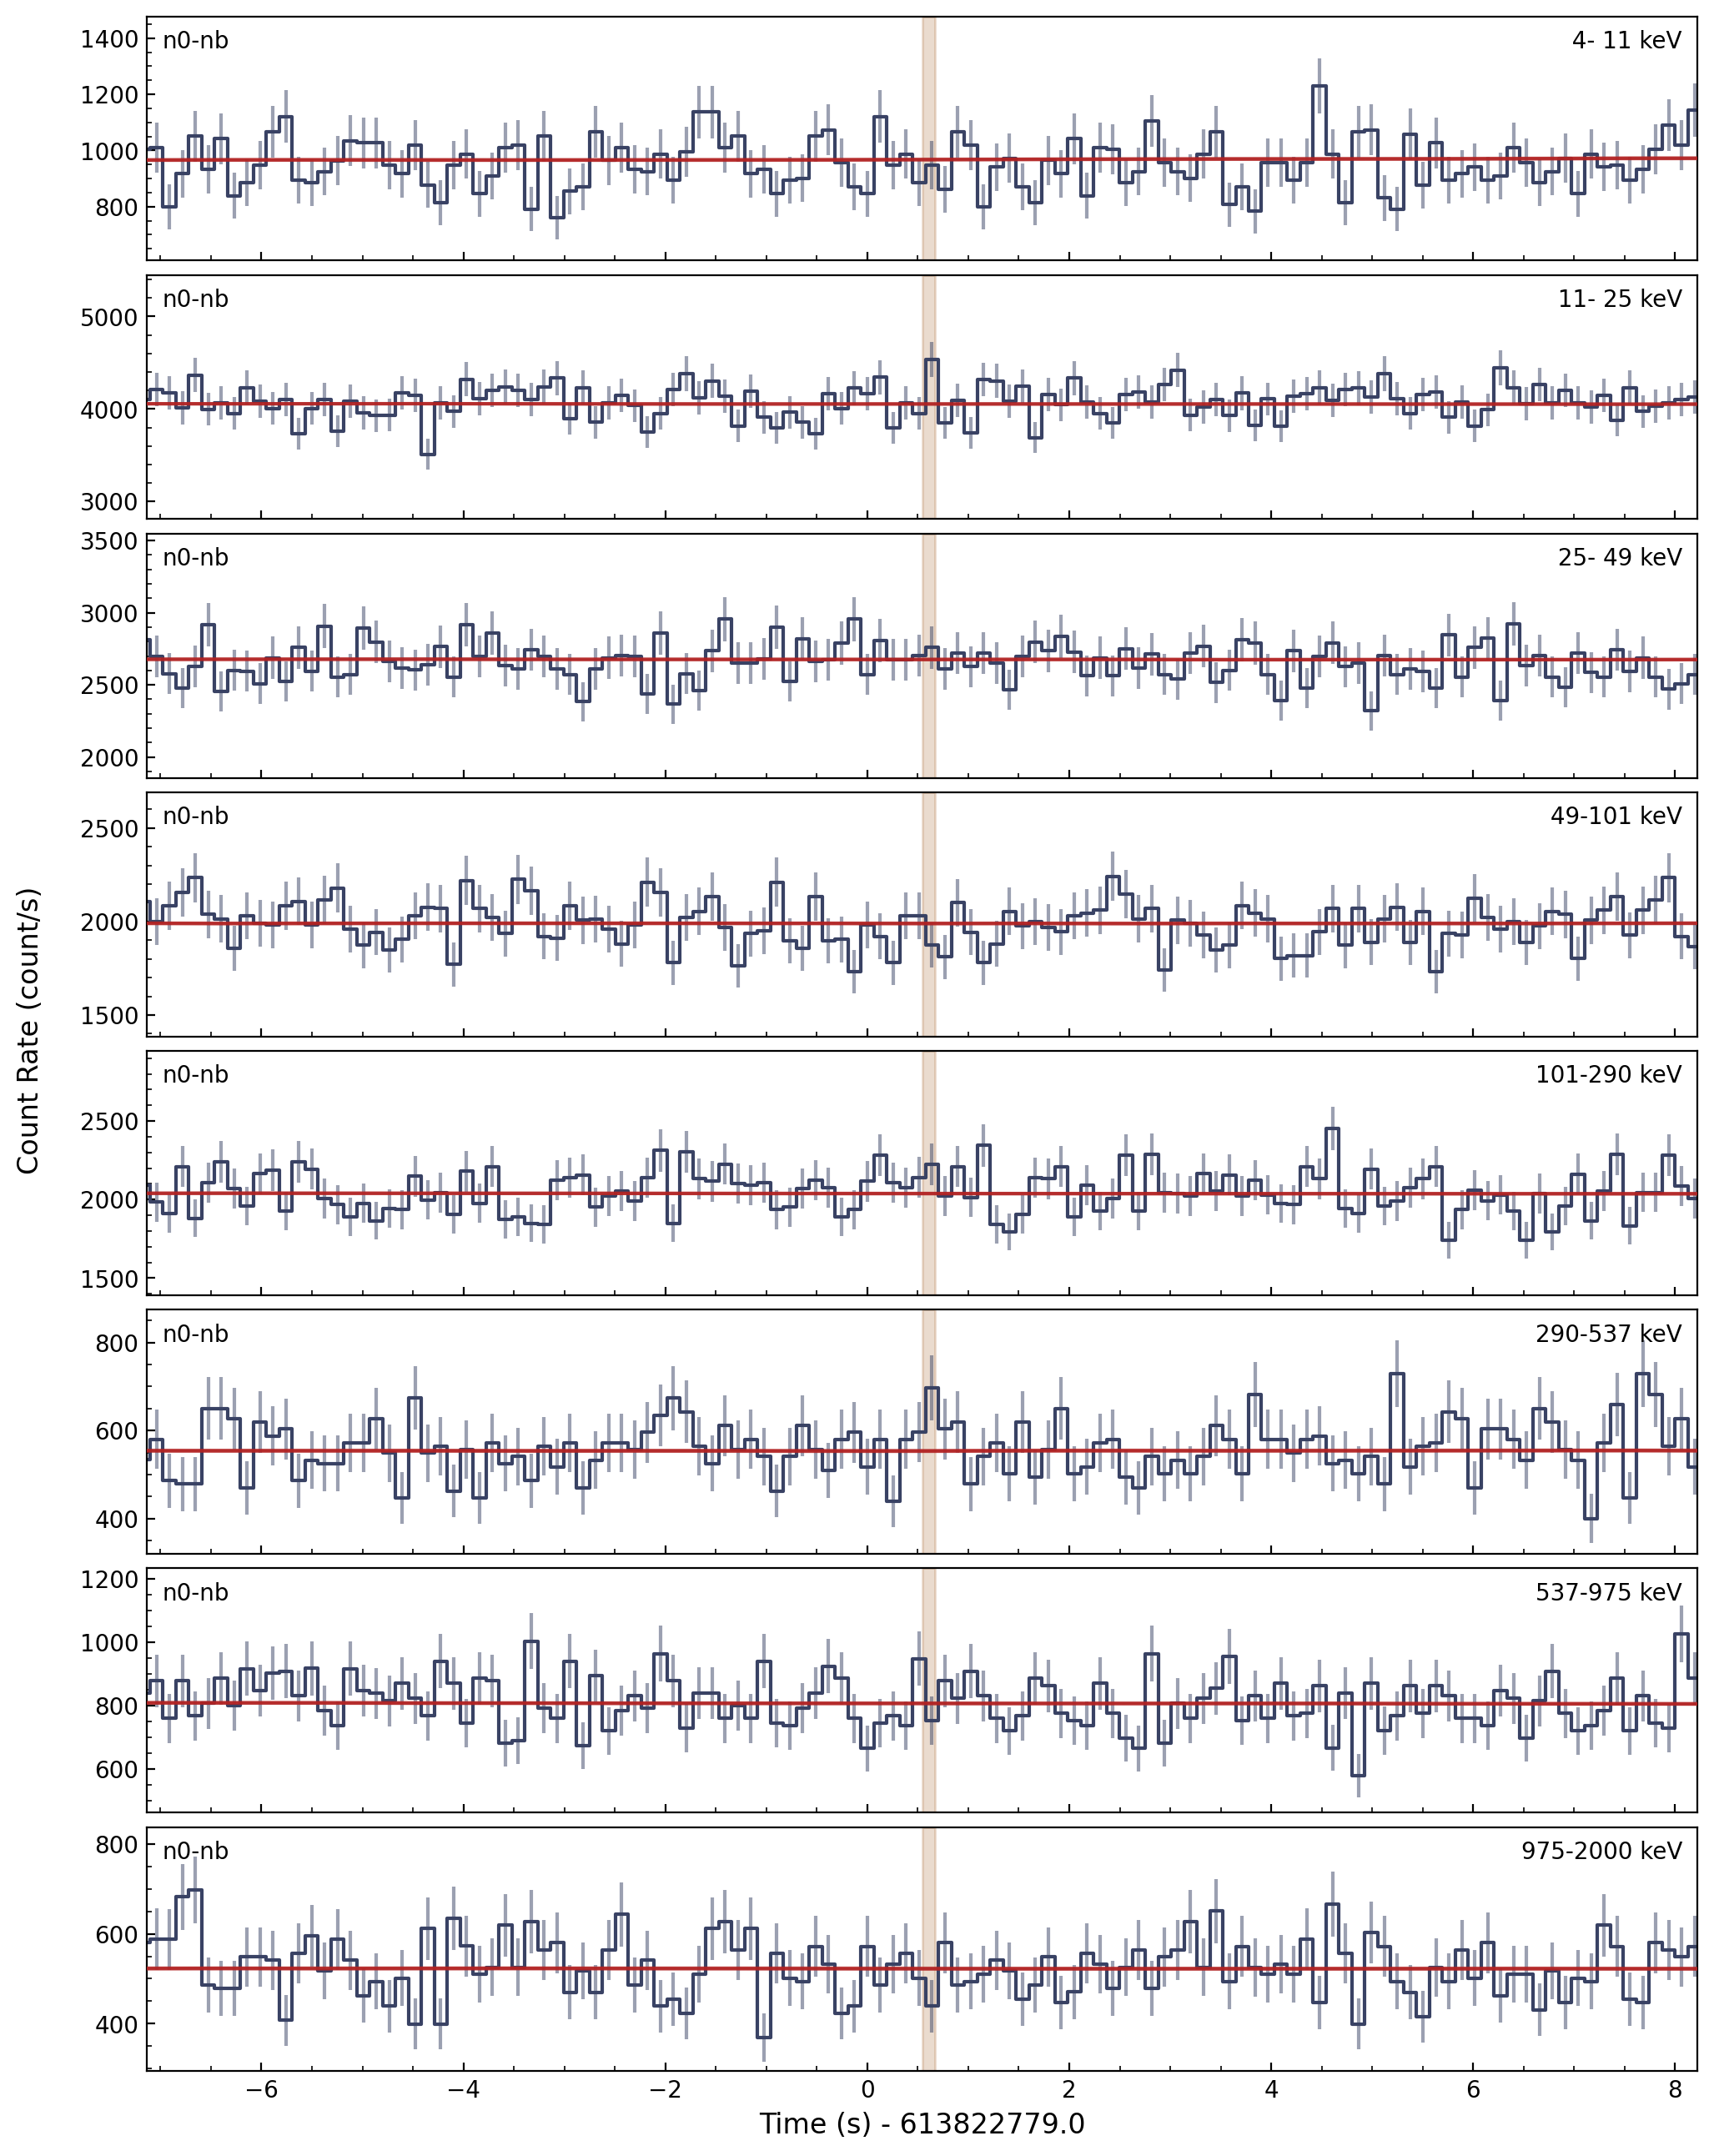 n0-nb 4- 11 keV
1400
1200
1000
800
n0-nb 11- 25 keV
5000
4000
3000
3500
n0-nb 25- 49 keV
3000
2500
2000
n0-nb 49-101 keV
2500
2000
1500
n0-nb 101-290 keV
2500
2000
1500
n0-nb 290-537 keV
800
600
400
1200
n0-nb 537-975 keV
1000
800
600
800
n0-nb 975-2000 keV
600
400
−6 −4 −2 0 2 4 6 8
Time (s) - 613822779.0
Count Rate (count/s)